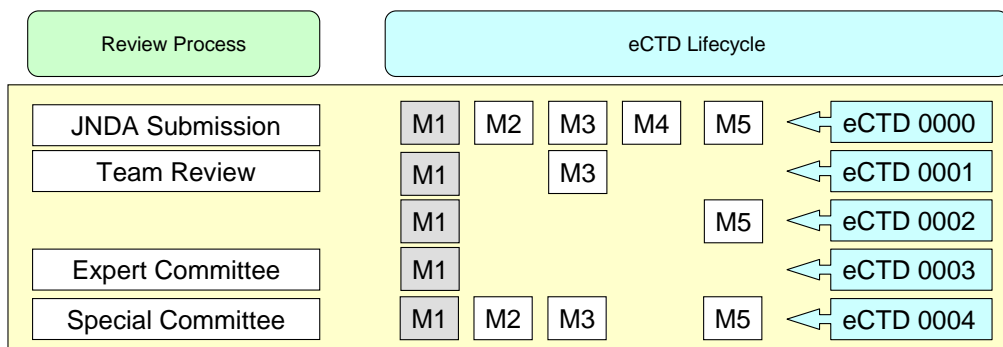 Review Process eCTD Lifecycle
JNDA Submission M1 M2 M3 M4 M5 eCTD 0000
Team Review M1 M3 eCTD 0001
M1 M5 eCTD 0002
Expert Committee M1 eCTD 0003
Special Committee M1 M2 M3 M5 eCTD 0004